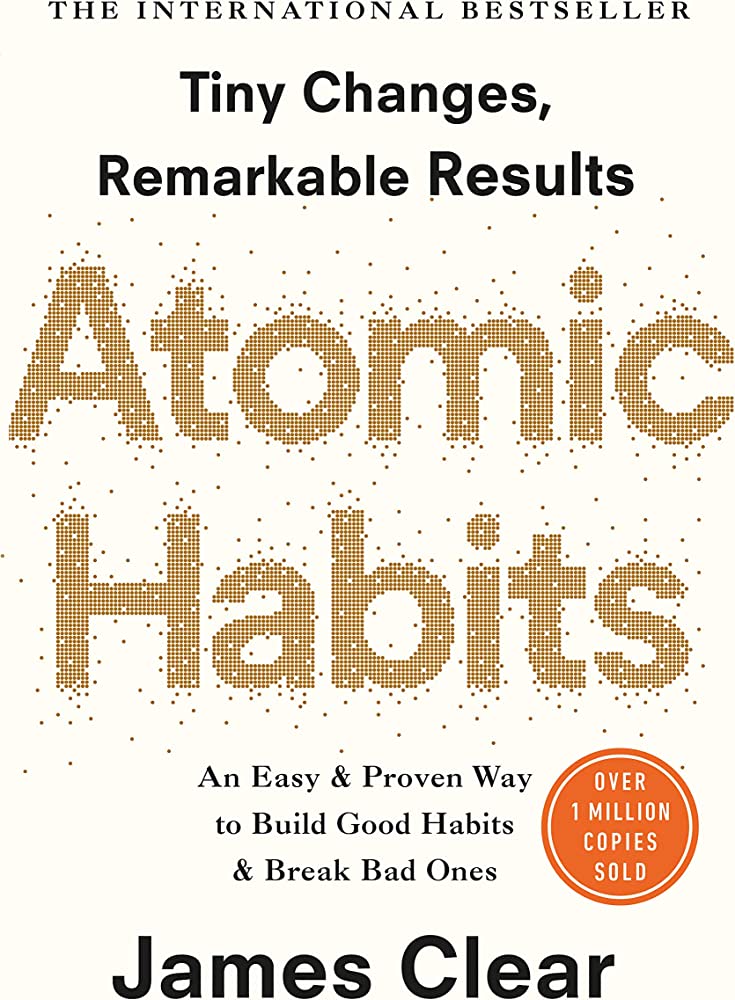 THE INTERNATIONAL BESTSELLER
Tiny Changes,
Remarkable Results
Atomic
Habits
An Easy & Proven Way
to Build Good Habits
& Break Bad Ones
OVER
1 MILLION
COPIES
SOLD
James Clear